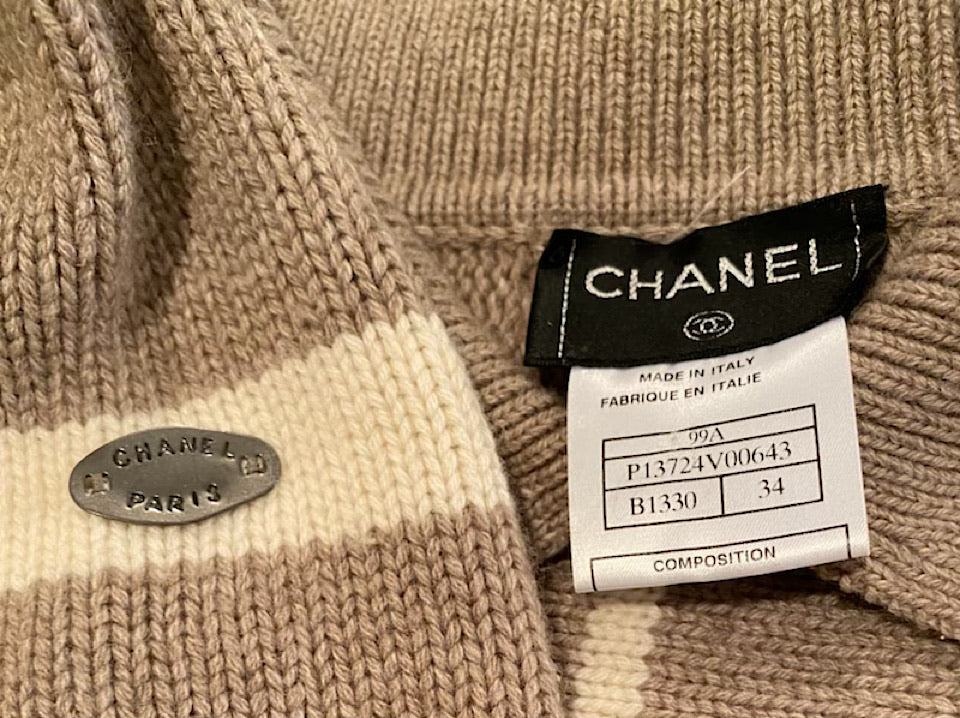 CHANEL
PARIS
CHANEL
MADE IN ITALY
FABRIQUE EN ITALIE
99A
P13724V00643
B1330 34
COMPOSITION